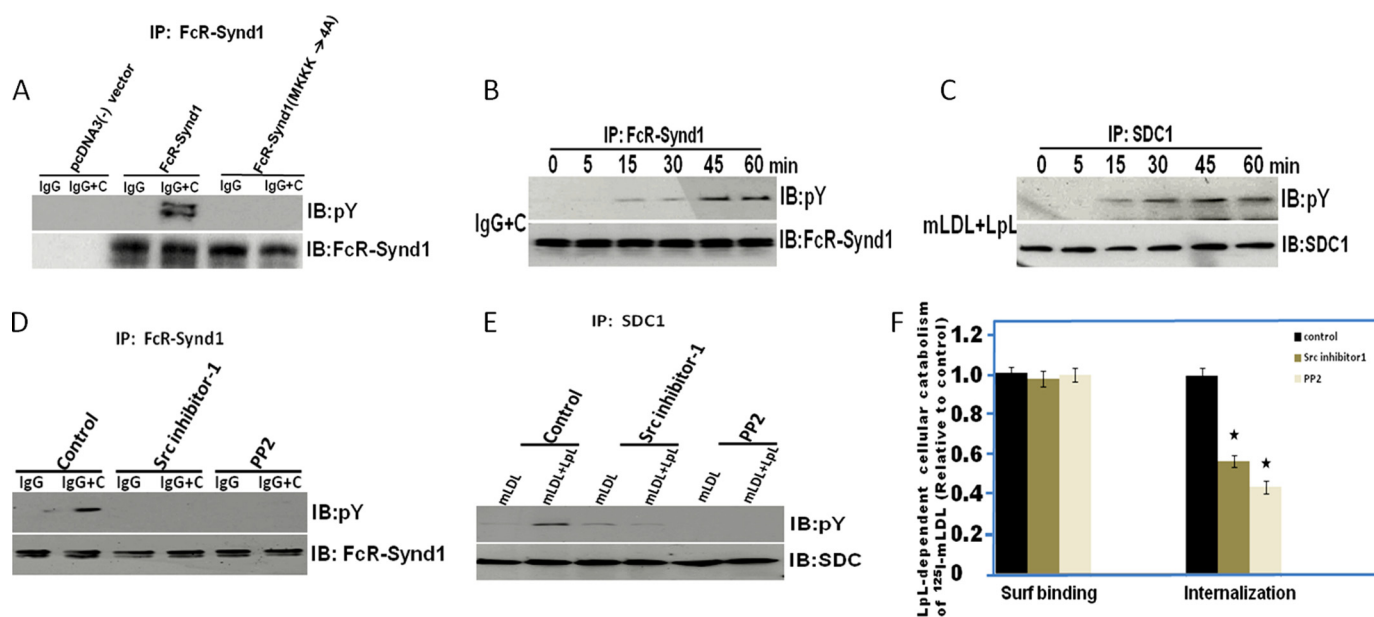 IP: FcR-Synd1
A
pcDNA3(-) vector
FcR-Synd1
FcR-Synd1(MKKK → 4A)
IgG IgG+C IgG IgG+C IgG IgG+C
IB:pY
IB:FcR-Synd1
B
IP: FcR-Synd1
0 5 15 30 45 60 min
IgG+C
IB:pY
IB:FcR-Synd1
C
IP: SDC1
0 5 15 30 45 60 min
mLDL+LpL
IB:pY
IB:SDC1
D
IP: FcR-Synd1
Control
Src inhibitor-1
PP2
IgG IgG+C IgG IgG+C IgG IgG+C
IB:pY
IB: FcR-Synd1
E
IP: SDC1
Control
Src inhibitor-1
PP2
mLDL mLDL+LpL mLDL mLDL+LpL mLDL mLDL+LpL
IB:pY
IB:SDC
F
LpL-dependent cellular catabolism
of ¹²⁵I-mLDL (Relative to control)
1.2
1.0
0.8
0.6
0.4
0.2
0
control
Src inhibitor1
PP2
★
★
Surf binding
Internalization